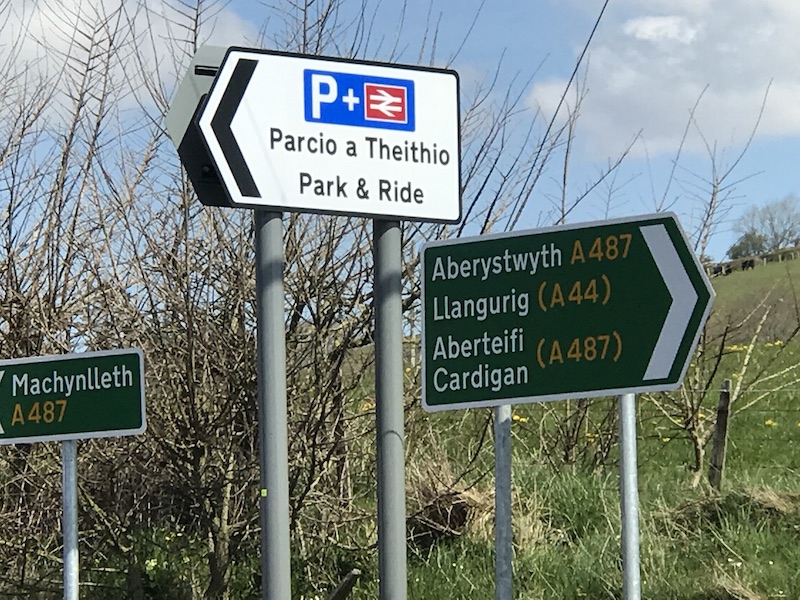 P+
Parcio a Theithio
Park & Ride
Aberystwyth A487
Llangurig (A44)
Aberteifi
Cardigan (A487)
Machynlleth
A487